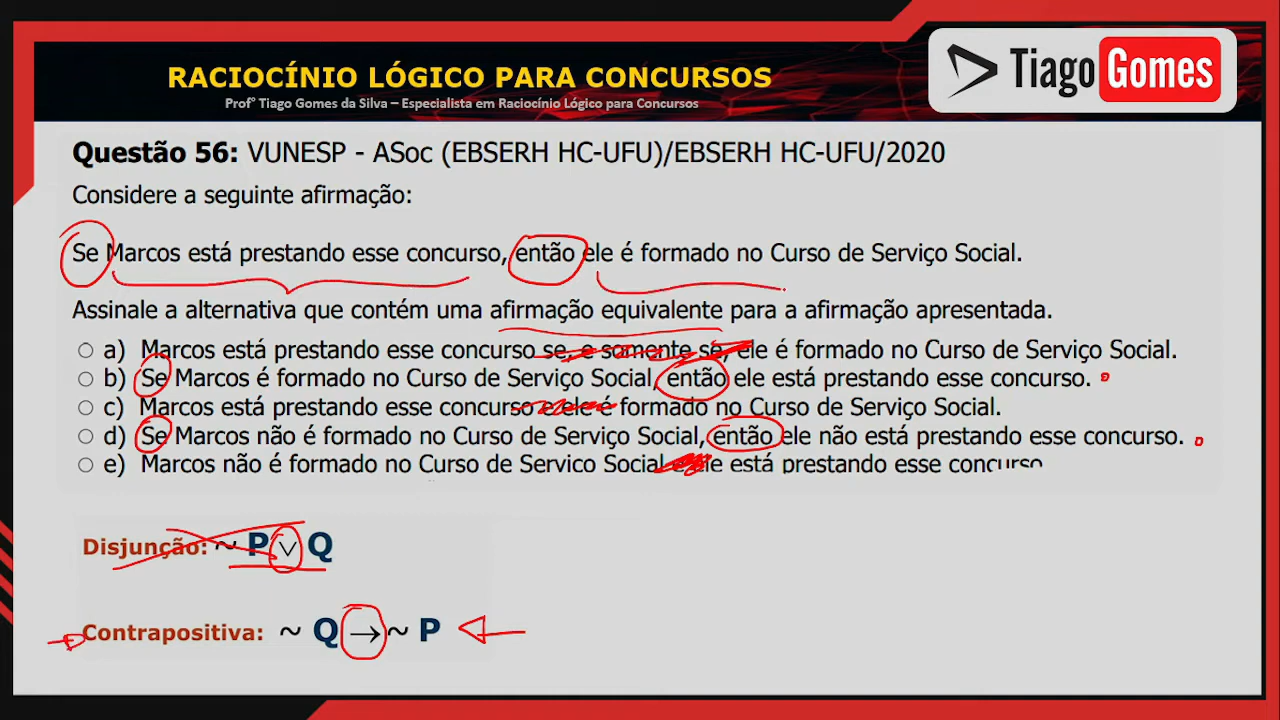 RACIOCÍNIO LÓGICO PARA CONCURSOS
Tiago Gomes
Profº Tiago Gomes da Silva – Especialista em Raciocínio Lógico para Concursos
Questão 56: VUNESP - ASoc (EBSERH HC-UFU)/EBSERH HC-UFU/2020
Considere a seguinte afirmação:
Se Marcos está prestando esse concurso, então ele é formado no Curso de Serviço Social.
Assinale a alternativa que contém uma afirmação equivalente para a afirmação apresentada.
a) Marcos está prestando esse concurso se, e somente se, ele é formado no Curso de Serviço Social.
b) Se Marcos é formado no Curso de Serviço Social, então ele está prestando esse concurso.
c) Marcos está prestando esse concurso e ele é formado no Curso de Serviço Social.
d) Se Marcos não é formado no Curso de Serviço Social, então ele não está prestando esse concurso.
e) Marcos não é formado no Curso de Servico Social e ele está prestando esse concurso
Disjunção: ~ P ∨ Q
Contrapositiva: ~ Q → ~ P